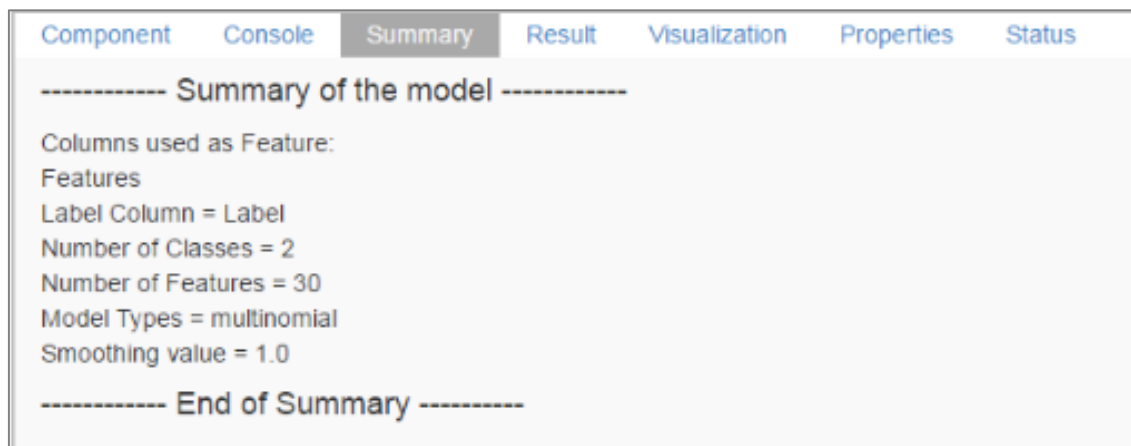 Component Console Summary Result Visualization Properties Status
------------ Summary of the model ------------
Columns used as Feature:
Features
Label Column = Label
Number of Classes = 2
Number of Features = 30
Model Types = multinomial
Smoothing value = 1.0
------------ End of Summary ----------